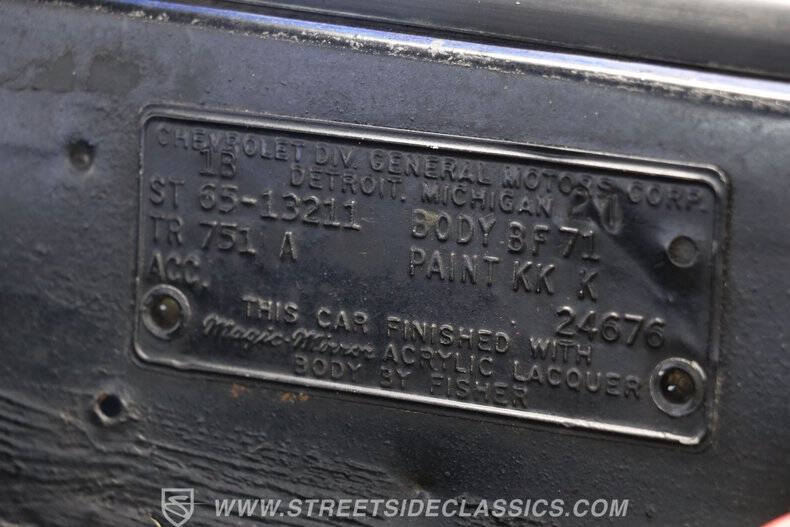 CHEVROLET DIV. GENERAL MOTORS CORP.
1B DETROIT, MICHIGAN
ST 65-13211 BODY BF 71
TR 751 A PAINT KK K
ACC. 24676
THIS CAR FINISHED WITH
Magic-Mirror ACRYLIC LACQUER
BODY BY FISHER
WWW.STREETSIDECLASSICS.COM